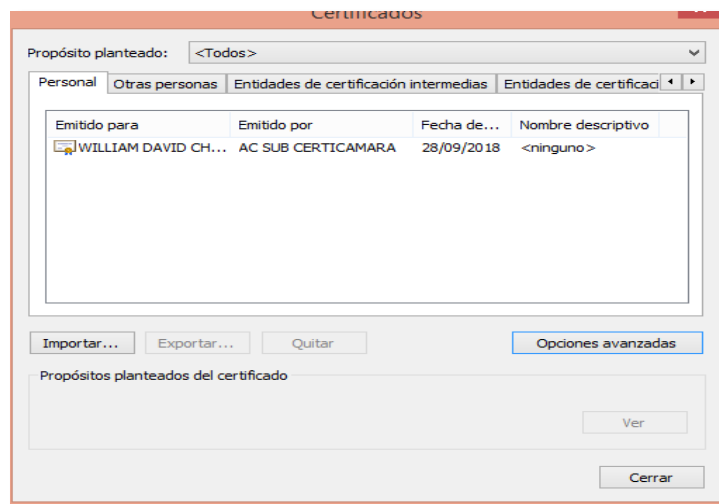 Certificados
Propósito planteado: <Todos>
Personal Otras personas Entidades de certificación intermedias Entidades de certificaci
Emitido para Emitido por Fecha de... Nombre descriptivo
WILLIAM DAVID CH... AC SUB CERTICAMARA 28/09/2018 <ninguno>
Importar... Exportar... Quitar Opciones avanzadas
Propósitos planteados del certificado
Ver
Cerrar